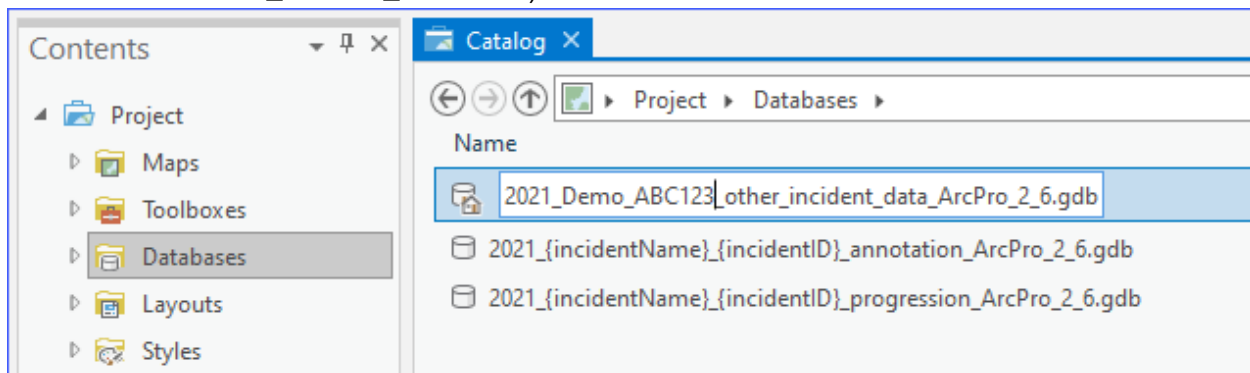 Contents
Project
Maps
Toolboxes
Databases
Layouts
Styles
Catalog
Project Databases
Name
2021_Demo_ABC123_other_incident_data_ArcPro_2_6.gdb
2021_{incidentName}_{incidentID}_annotation_ArcPro_2_6.gdb
2021_{incidentName}_{incidentID}_progression_ArcPro_2_6.gdb